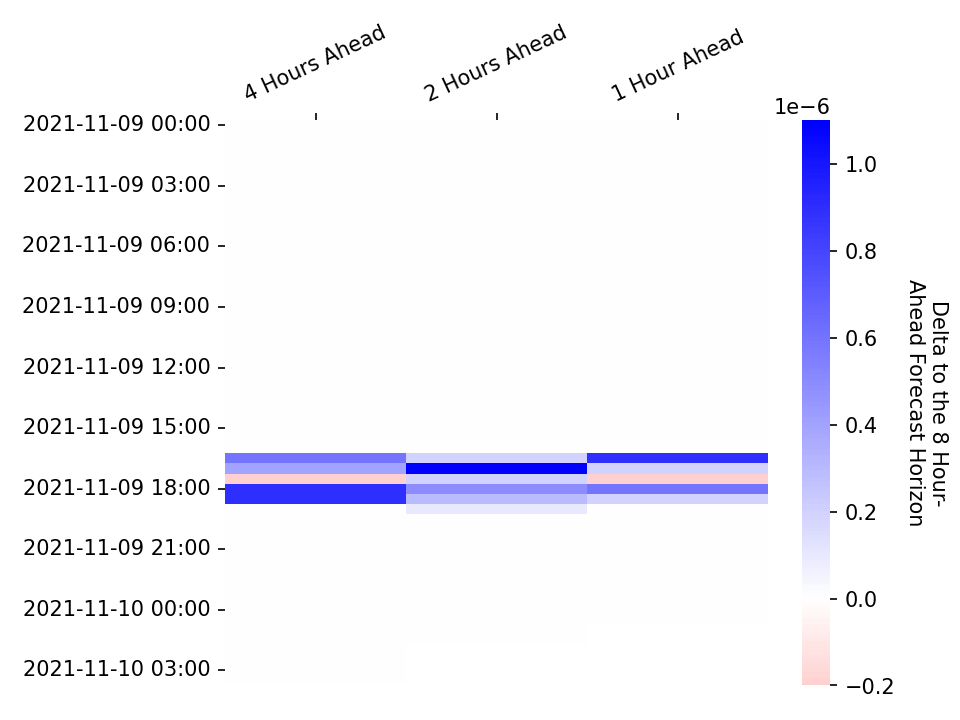 4 Hours Ahead
2 Hours Ahead
1 Hour Ahead
2021-11-09 00:00
2021-11-09 03:00
2021-11-09 06:00
2021-11-09 09:00
2021-11-09 12:00
2021-11-09 15:00
2021-11-09 18:00
2021-11-09 21:00
2021-11-10 00:00
2021-11-10 03:00
1e−6
1.0
0.8
0.6
0.4
0.2
0.0
−0.2
Delta to the 8 Hour-
Ahead Forecast Horizon